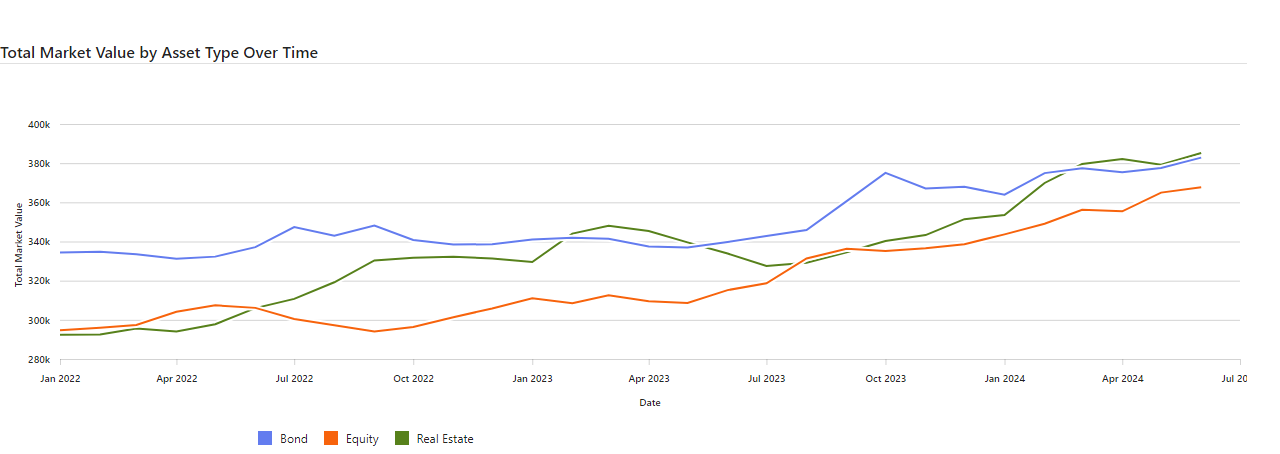 Total Market Value by Asset Type Over Time
400k
380k
360k
340k
320k
300k
280k
Total Market Value
Jan 2022 Apr 2022 Jul 2022 Oct 2022 Jan 2023 Apr 2023 Jul 2023 Oct 2023 Jan 2024 Apr 2024 Jul 20
Date
Bond Equity Real Estate